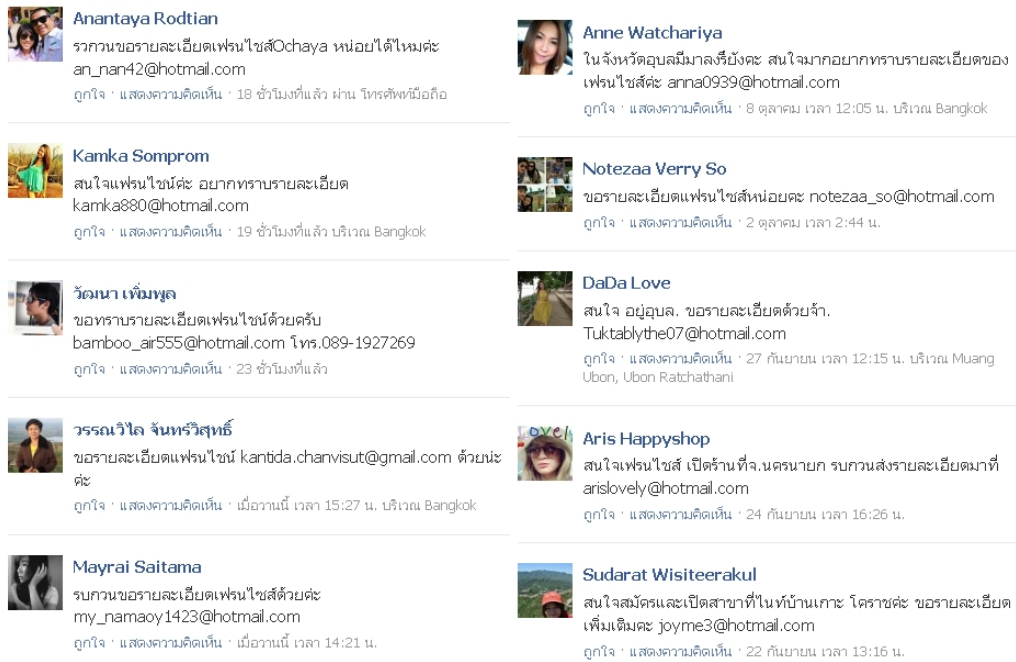 Anantaya Rodtian
รวกวนขอรายละเอียดเฟรนไชส์Ochaya หน่อยได้ไหมค่ะ
an_nan42@hotmail.com
ถูกใจ · แสดงความคิดเห็น · 18 ชั่วโมงที่แล้ว ผ่าน โทรศัพท์มือถือ
Kamka Somprom
สนใจแฟรนไชน์ค่ะ อยากทราบรายละเอียด
kamka880@hotmail.com
ถูกใจ · แสดงความคิดเห็น · 19 ชั่วโมงที่แล้ว บริเวณ Bangkok
วัฒนา เพิ่มพูล
ขอทราบรายละเอียดเฟรนไชน์ด้วยครับ
bamboo_air555@hotmail.com โทร.089-1927269
ถูกใจ · แสดงความคิดเห็น · 23 ชั่วโมงที่แล้ว
วรรณวิไล จันทร์วิสุทธิ์
ขอรายละเอียดแฟรนไชน์ kantida.chanvisut@gmail.com ด้วยน่ะ
ค่ะ
ถูกใจ · แสดงความคิดเห็น · เมื่อวานนี้ เวลา 15:27 น. บริเวณ Bangkok
Mayrai Saitama
รบกวนขอรายละเอียดเฟรนไชส์ด้วยค่ะ
my_namaoy1423@hotmail.com
ถูกใจ · แสดงความคิดเห็น · เมื่อวานนี้ เวลา 14:21 น.
Anne Watchariya
ในจังหวัดอุบลมีมาลงรึยังคะ สนใจมากอยากทราบรายละเอียดของ
เฟรนไชส์ค่ะ anna0939@hotmail.com
ถูกใจ · แสดงความคิดเห็น · 8 ตุลาคม เวลา 12:05 น. บริเวณ Bangkok
Notezaa Verry So
ขอรายละเอียดแฟรนไซส์หน่อยคะ notezaa_so@hotmail.com
ถูกใจ · แสดงความคิดเห็น · 2 ตุลาคม เวลา 2:44 น.
DaDa Love
สนใจ อยู่อุบล. ขอรายละเอียดด้วยจ้า.
Tuktablythe07@hotmail.com
ถูกใจ · แสดงความคิดเห็น · 27 กันยายน เวลา 12:15 น. บริเวณ Muang
Ubon, Ubon Ratchathani
Aris Happyshop
สนใจเฟรนไชส์ เปิดร้านที่จ.นครนายก รบกวนส่งรายละเอียดมาที่
arislovely@hotmail.com
ถูกใจ · แสดงความคิดเห็น · 24 กันยายน เวลา 16:26 น.
Sudarat Wisiteerakul
สนใจสมัครและเปิดสาขาที่ไนท์บ้านเกาะ โคราชค่ะ ขอรายละเอียด
เพิ่มเติมคะ joyme3@hotmail.com
ถูกใจ · แสดงความคิดเห็น · 22 กันยายน เวลา 13:16 น.